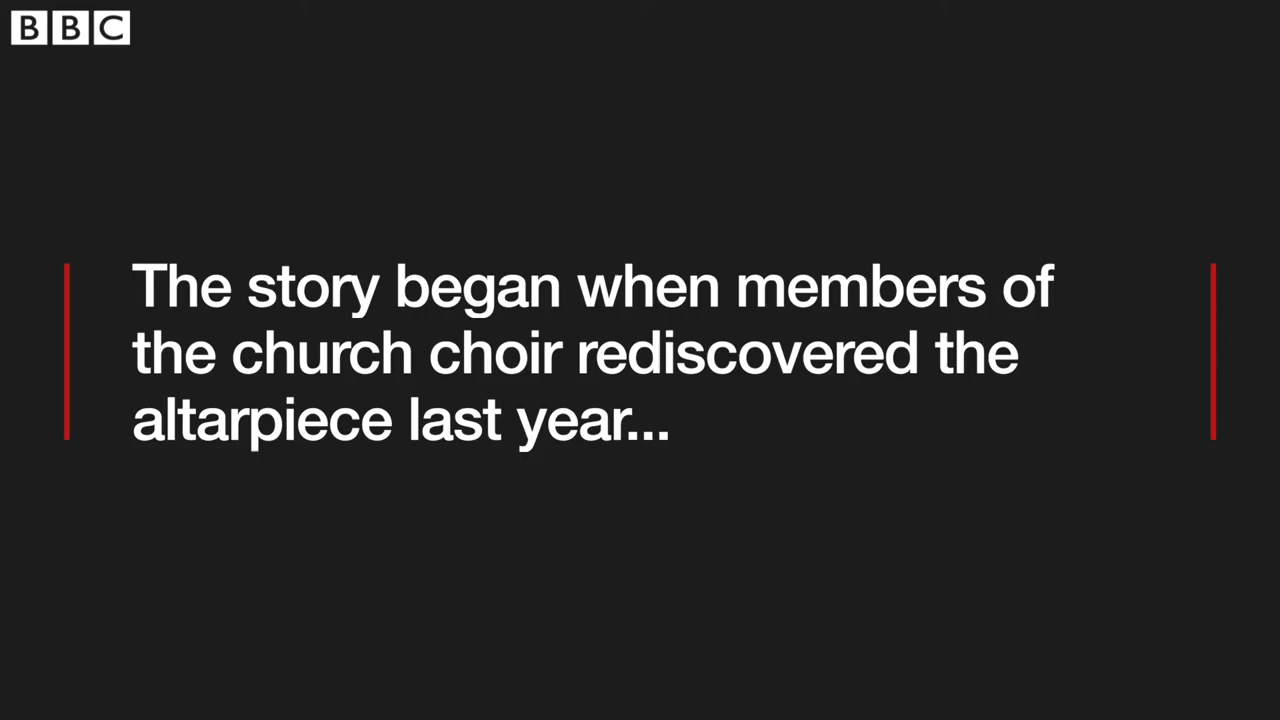 BBC
The story began when members of
the church choir rediscovered the
altarpiece last year...